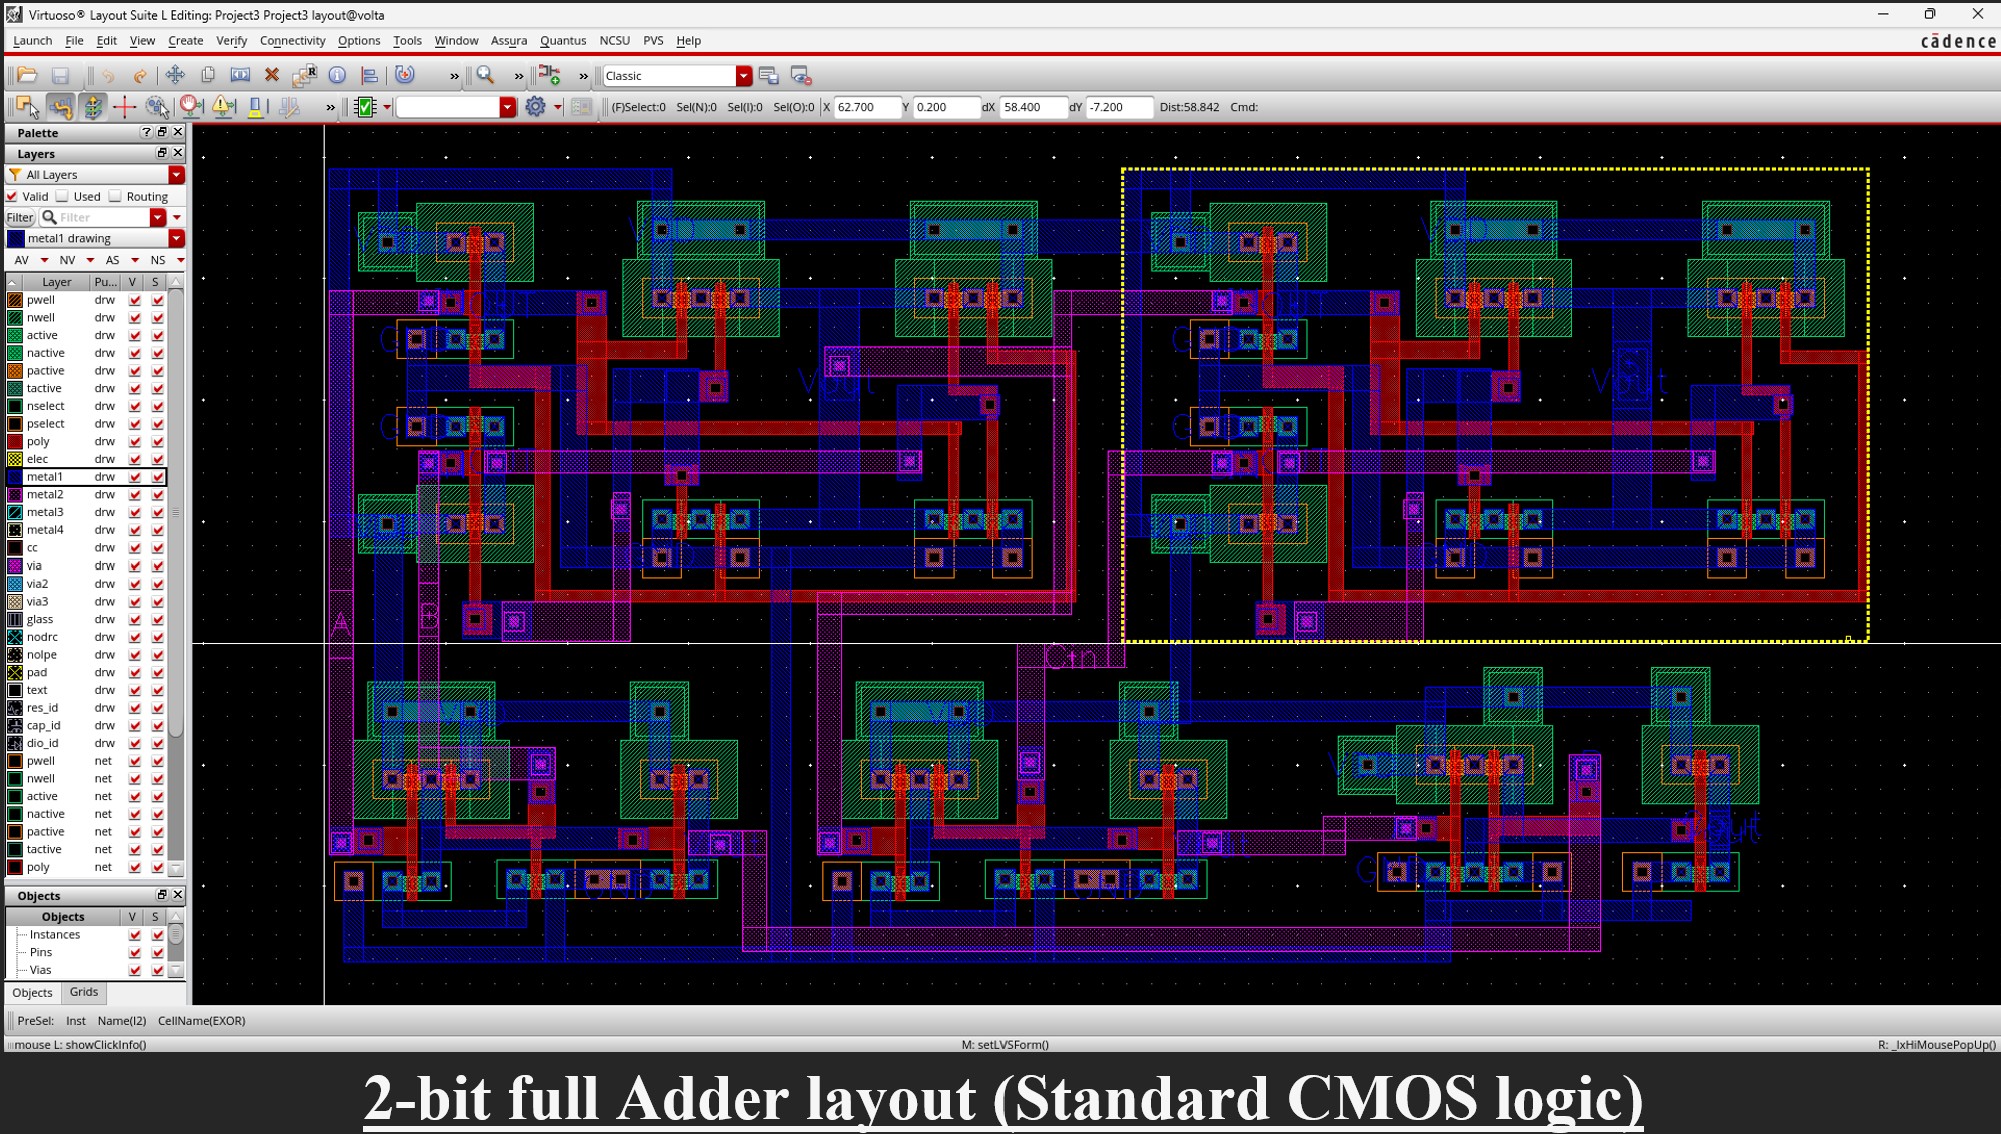 Virtuoso® Layout Suite L Editing: Project3 Project3 layout@volta
Launch File Edit View Create Verify Connectivity Options Tools Window Assura Quantus NCSU PVS Help
cādence
Classic
(F)Select:0 Sel(N):0 Sel(I):0 Sel(O):0 X 62.700 Y 0.200 dX 58.400 dY -7.200 Dist:58.842 Cmd:
Palette
Layers
All Layers
Valid Used Routing
Filter Filter
metal1 drawing
AV NV AS NS
Layer Pu... V S
pwell drw
nwell drw
active drw
nactive drw
pactive drw
tactive drw
nselect drw
pselect drw
poly drw
elec drw
metal1 drw
metal2 drw
metal3 drw
metal4 drw
cc drw
via drw
via2 drw
via3 drw
glass drw
nodrc drw
nolpe drw
pad drw
text drw
res_id drw
cap_id drw
dio_id drw
pwell net
nwell net
active net
nactive net
pactive net
tactive net
poly net
Objects
Objects V S
Instances
Pins
Vias
Objects Grids
Vout Vout
A B
Cin
PreSel: Inst Name(I2) CellName(EXOR)
mouse L: showClickInfo() M: setLVSForm() R: _lxHiMousePopUp()
2-bit full Adder layout (Standard CMOS logic)